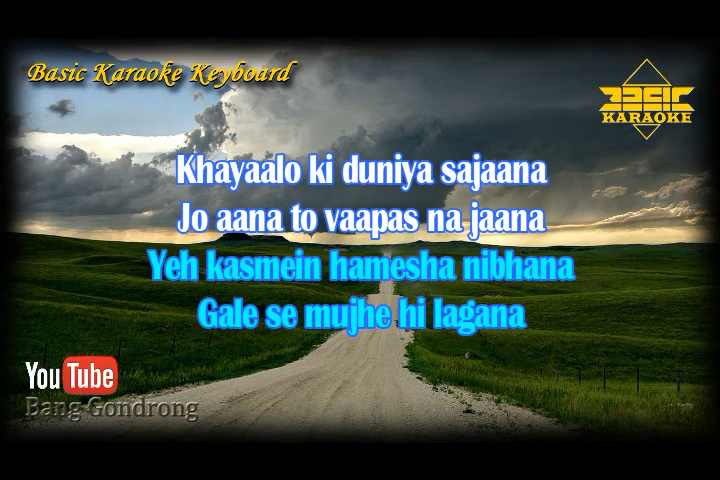 Basic Karaoke Keyboard
BASIC
KARAOKE
Khayaalo ki duniya sajaana
Jo aana to vaapas na jaana
Yeh kasmein hamesha nibhana
Gale se mujhe hi lagana
YouTube
Bang Gondrong